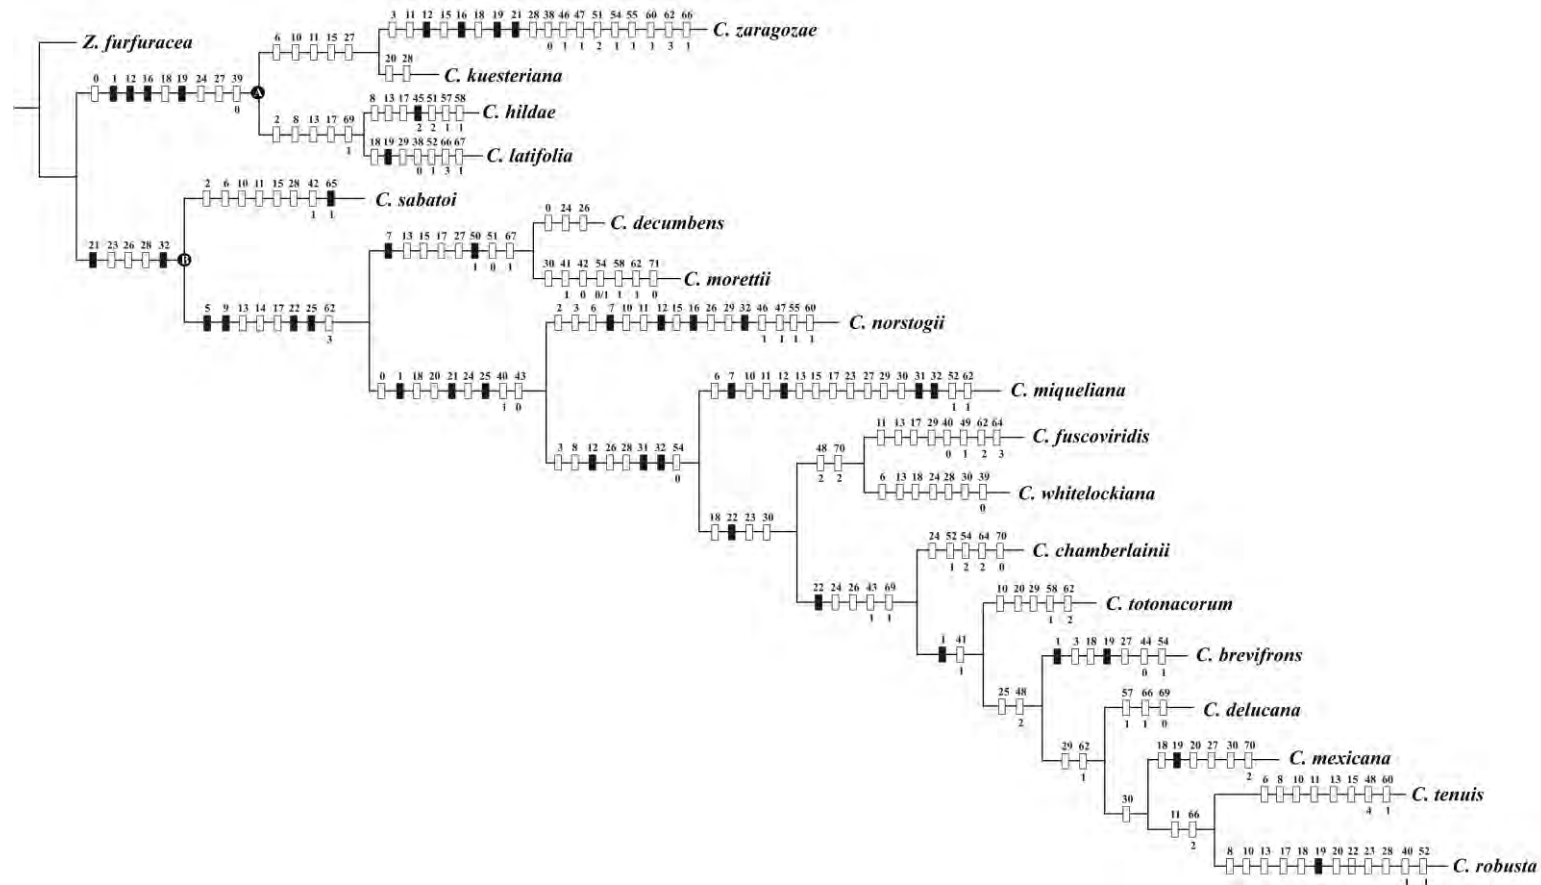 3 11 12 15 16 18 19 21 28 38 46 47 51 54 55 60 62 66
C. zaragozae
0 1 1 2 1 1 1 3 1
Z. furfuracea
6 10 11 15 27
20 28
C. kuesteriana
0 1 12 16 18 19 24 27 39
A
0
8 13 17 45 51 57 58
C. hildae
2 2 1 1
2 8 13 17 69
1
18 19 29 38 52 66 67
C. latifolia
0 1 3 1
2 6 10 11 15 28 42 65
C. sabatoi
1 1
0 24 26
C. decumbens
7 13 15 17 27 50 51 67
1 0 1
21 23 26 28 32
B
30 41 42 54 58 62 71
C. morettii
1 0 0/1 1 1 0
5 9 13 14 17 22 25 62
3
2 3 6 7 10 11 12 15 16 26 29 32 46 47 55 60
C. norstogii
1 1 1 1
0 1 18 20 21 24 25 40 43
1 0
6 7 10 11 12 13 15 17 23 27 29 30 31 32 52 62
C. miqueliana
1 1
11 13 17 29 40 49 62 64
C. fuscoviridis
0 1 2 3
3 8 12 26 28 31 32 54
0
48 70
2 2
6 13 18 24 28 30 39
C. whitelockiana
0
18 22 23 30
24 52 54 64 70
C. chamberlainii
1 2 2 0
22 24 26 43 69
1 1
10 20 29 58 62
C. totonacorum
1 2
1 41
1
1 3 18 19 27 44 54
C. brevifrons
0 1
25 48
2
57 66 69
C. delucana
1 1 0
29 62
1
18 19 20 27 30 70
C. mexicana
2
6 8 10 11 13 15 48 60
C. tenuis
4 1
30
11 66
2
8 10 13 17 18 19 20 22 23 28 40 52
C. robusta
1 1